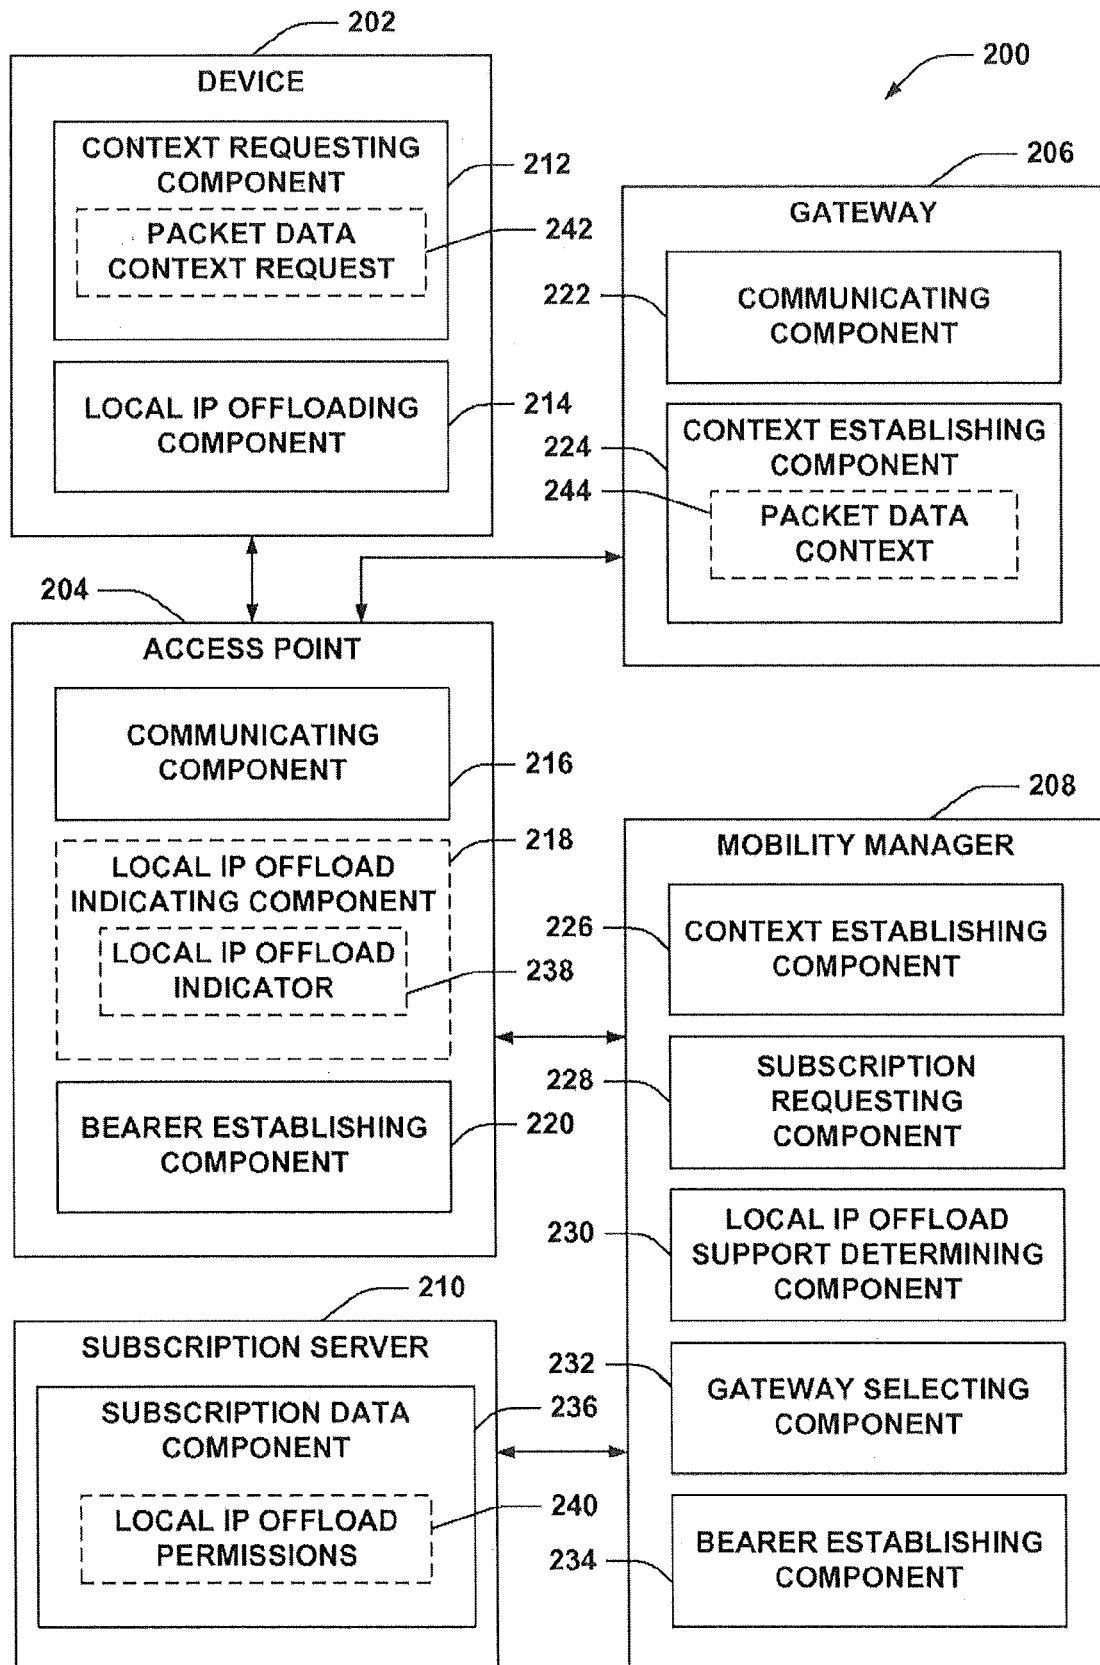 202
DEVICE
CONTEXT REQUESTING
COMPONENT
212
PACKET DATA
CONTEXT REQUEST
242
LOCAL IP OFFLOADING
COMPONENT
214
200
206
GATEWAY
222
COMMUNICATING
COMPONENT
224
CONTEXT ESTABLISHING
COMPONENT
244
PACKET DATA
CONTEXT
204
ACCESS POINT
COMMUNICATING
COMPONENT
216
218
LOCAL IP OFFLOAD
INDICATING COMPONENT
LOCAL IP OFFLOAD
INDICATOR
238
BEARER ESTABLISHING
COMPONENT
220
208
MOBILITY MANAGER
226
CONTEXT ESTABLISHING
COMPONENT
228
SUBSCRIPTION
REQUESTING
COMPONENT
230
LOCAL IP OFFLOAD
SUPPORT DETERMINING
COMPONENT
232
GATEWAY SELECTING
COMPONENT
234
BEARER ESTABLISHING
COMPONENT
210
SUBSCRIPTION SERVER
SUBSCRIPTION DATA
COMPONENT
236
LOCAL IP OFFLOAD
PERMISSIONS
240